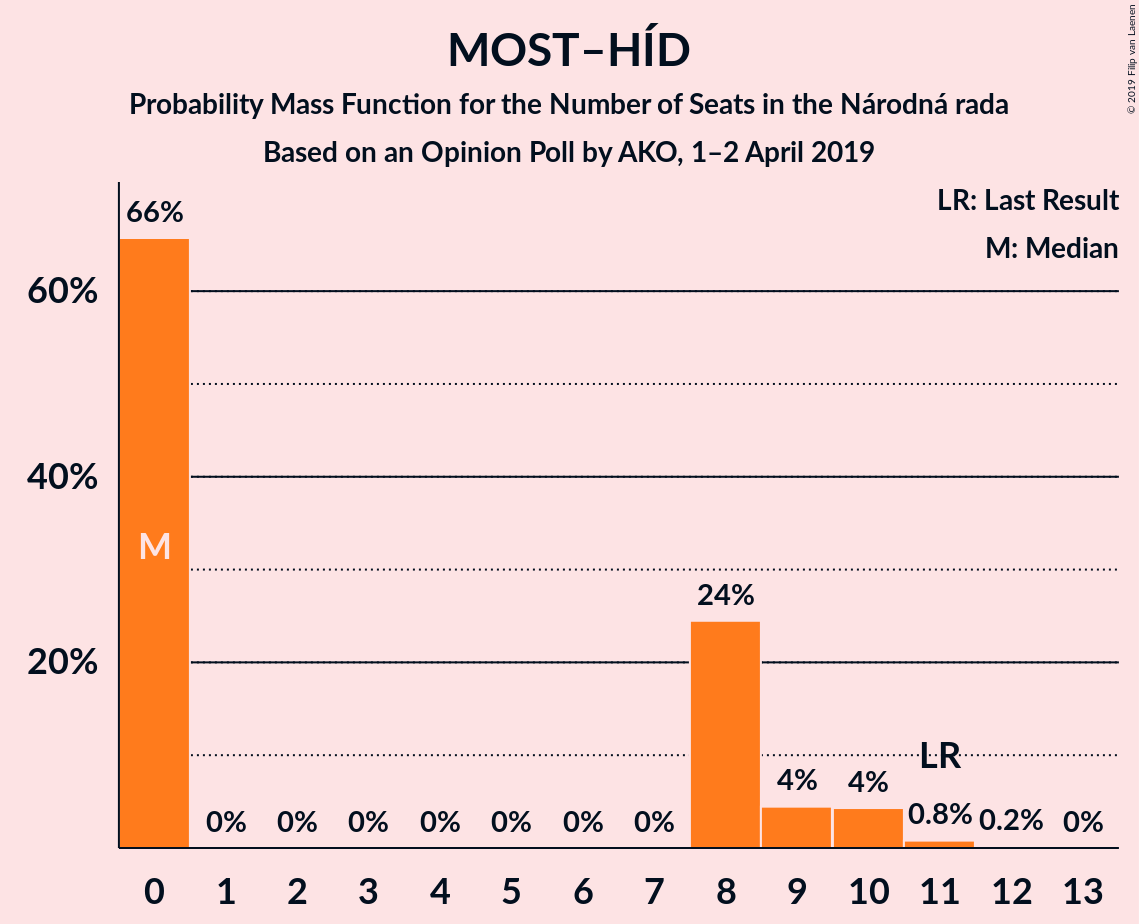 MOST–HÍD
Probability Mass Function for the Number of Seats in the Národná rada
Based on an Opinion Poll by AKO, 1–2 April 2019
© 2019 Filip van Laenen
LR: Last Result
M: Median
66%
60%
40%
M
24%
20%
LR
4%
4%
0%
0%
0%
0%
0%
0%
0%
0.8%
0.2%
0%
0 1 2 3 4 5 6 7 8 9 10 11 12 13